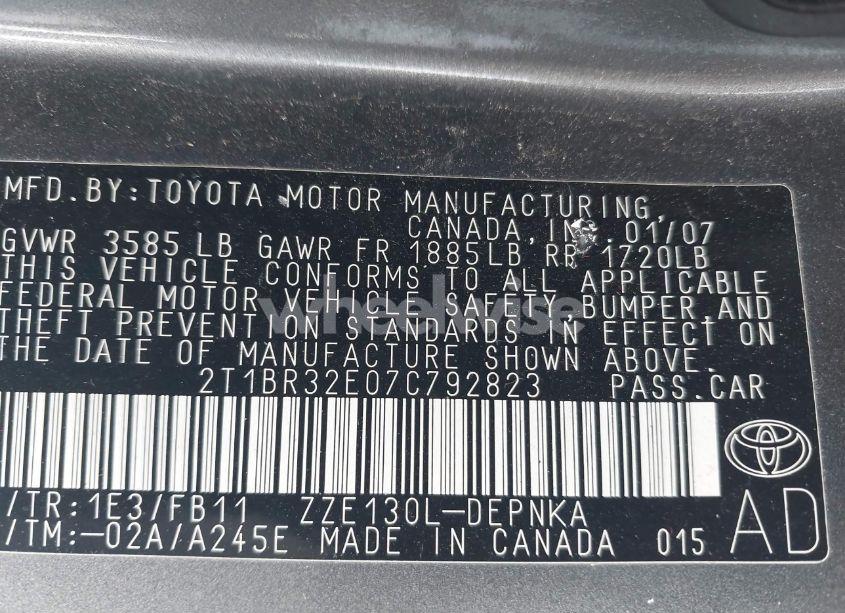 MFD. BY: TOYOTA MOTOR MANUFACTURING,
CANADA, INC. 01/07
GVWR 3585 LB GAWR FR 1885LB RR 1720LB
THIS VEHICLE CONFORMS TO ALL APPLICABLE
FEDERAL MOTOR VEHICLE SAFETY, BUMPER, AND
THEFT PREVENTION STANDARDS IN EFFECT ON
THE DATE OF MANUFACTURE SHOWN ABOVE.
wheelwise
2T1BR32E07C792823 PASS.CAR
/TR: 1E3/FB11 ZZE130L-DEPNKA
/TM:-02A/A245E MADE IN CANADA 015 AD